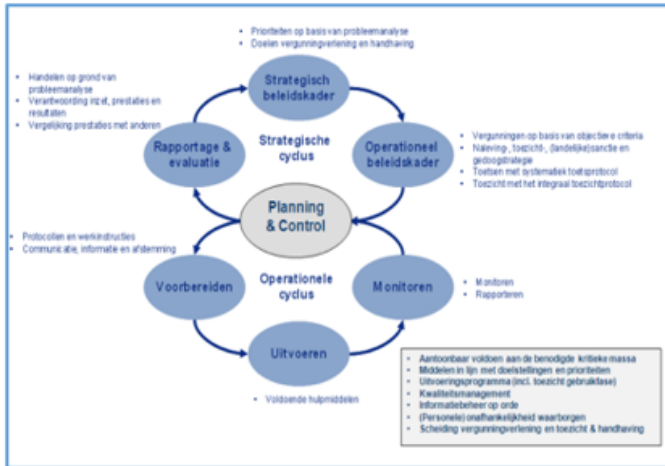 • Prioriteiten op basis van probleemanalyse
• Doelen vergunningverlening en handhaving
• Handelen op grond van
probleemanalyse
• Verantwoording inzet, prestaties en
resultaten
• Vergelijking prestaties met anderen
Strategisch
beleidskader
Rapportage &
evaluatie
Strategische
cyclus
Operationeel
beleidskader
• Vergunningen op basis van objectieve criteria
• Naleving-, toezicht-, (landelijke)sanctie en
gedoogstrategie
• Toetsen met systematiek toetsprotocol
• Toezicht met het integraal toezichtprotocol
Planning
& Control
• Protocollen en werkinstructies
• Communicatie, informatie en afstemming
Voorbereiden
Operationele
cyclus
Monitoren
• Monitoren
• Rapporteren
Uitvoeren
• Voldoende hulpmiddelen
• Aantoonbaar voldoen aan de benodigde kritieke massa
• Middelen in lijn met doelstellingen en prioriteiten
• Uitvoeringsprogramma (incl. toezicht gebruiksfase)
• Kwaliteitsmanagement
• Informatiebeheer op orde
• (Personele) onafhankelijkheid waarborgen
• Scheiding vergunningverlening en toezicht & handhaving